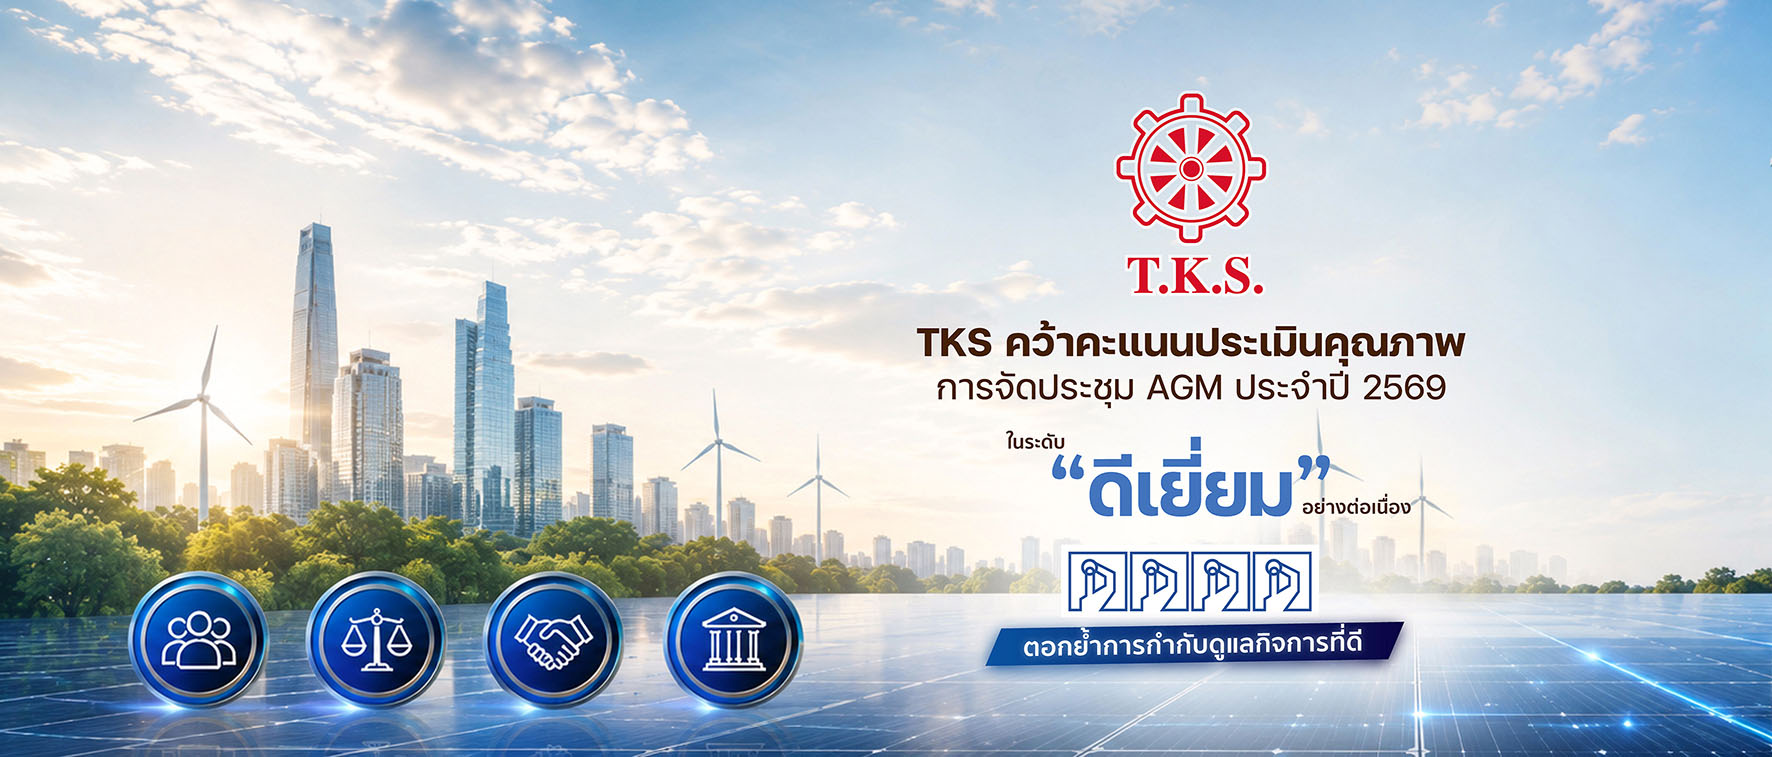 T.K.S.
TKS คว้าคะแนนประเมินคุณภาพ
การจัดประชุม AGM ประจำปี 2569
ในระดับ
“ดีเยี่ยม”
อย่างต่อเนื่อง
ตอกย้ำการกำกับดูแลกิจการที่ดี